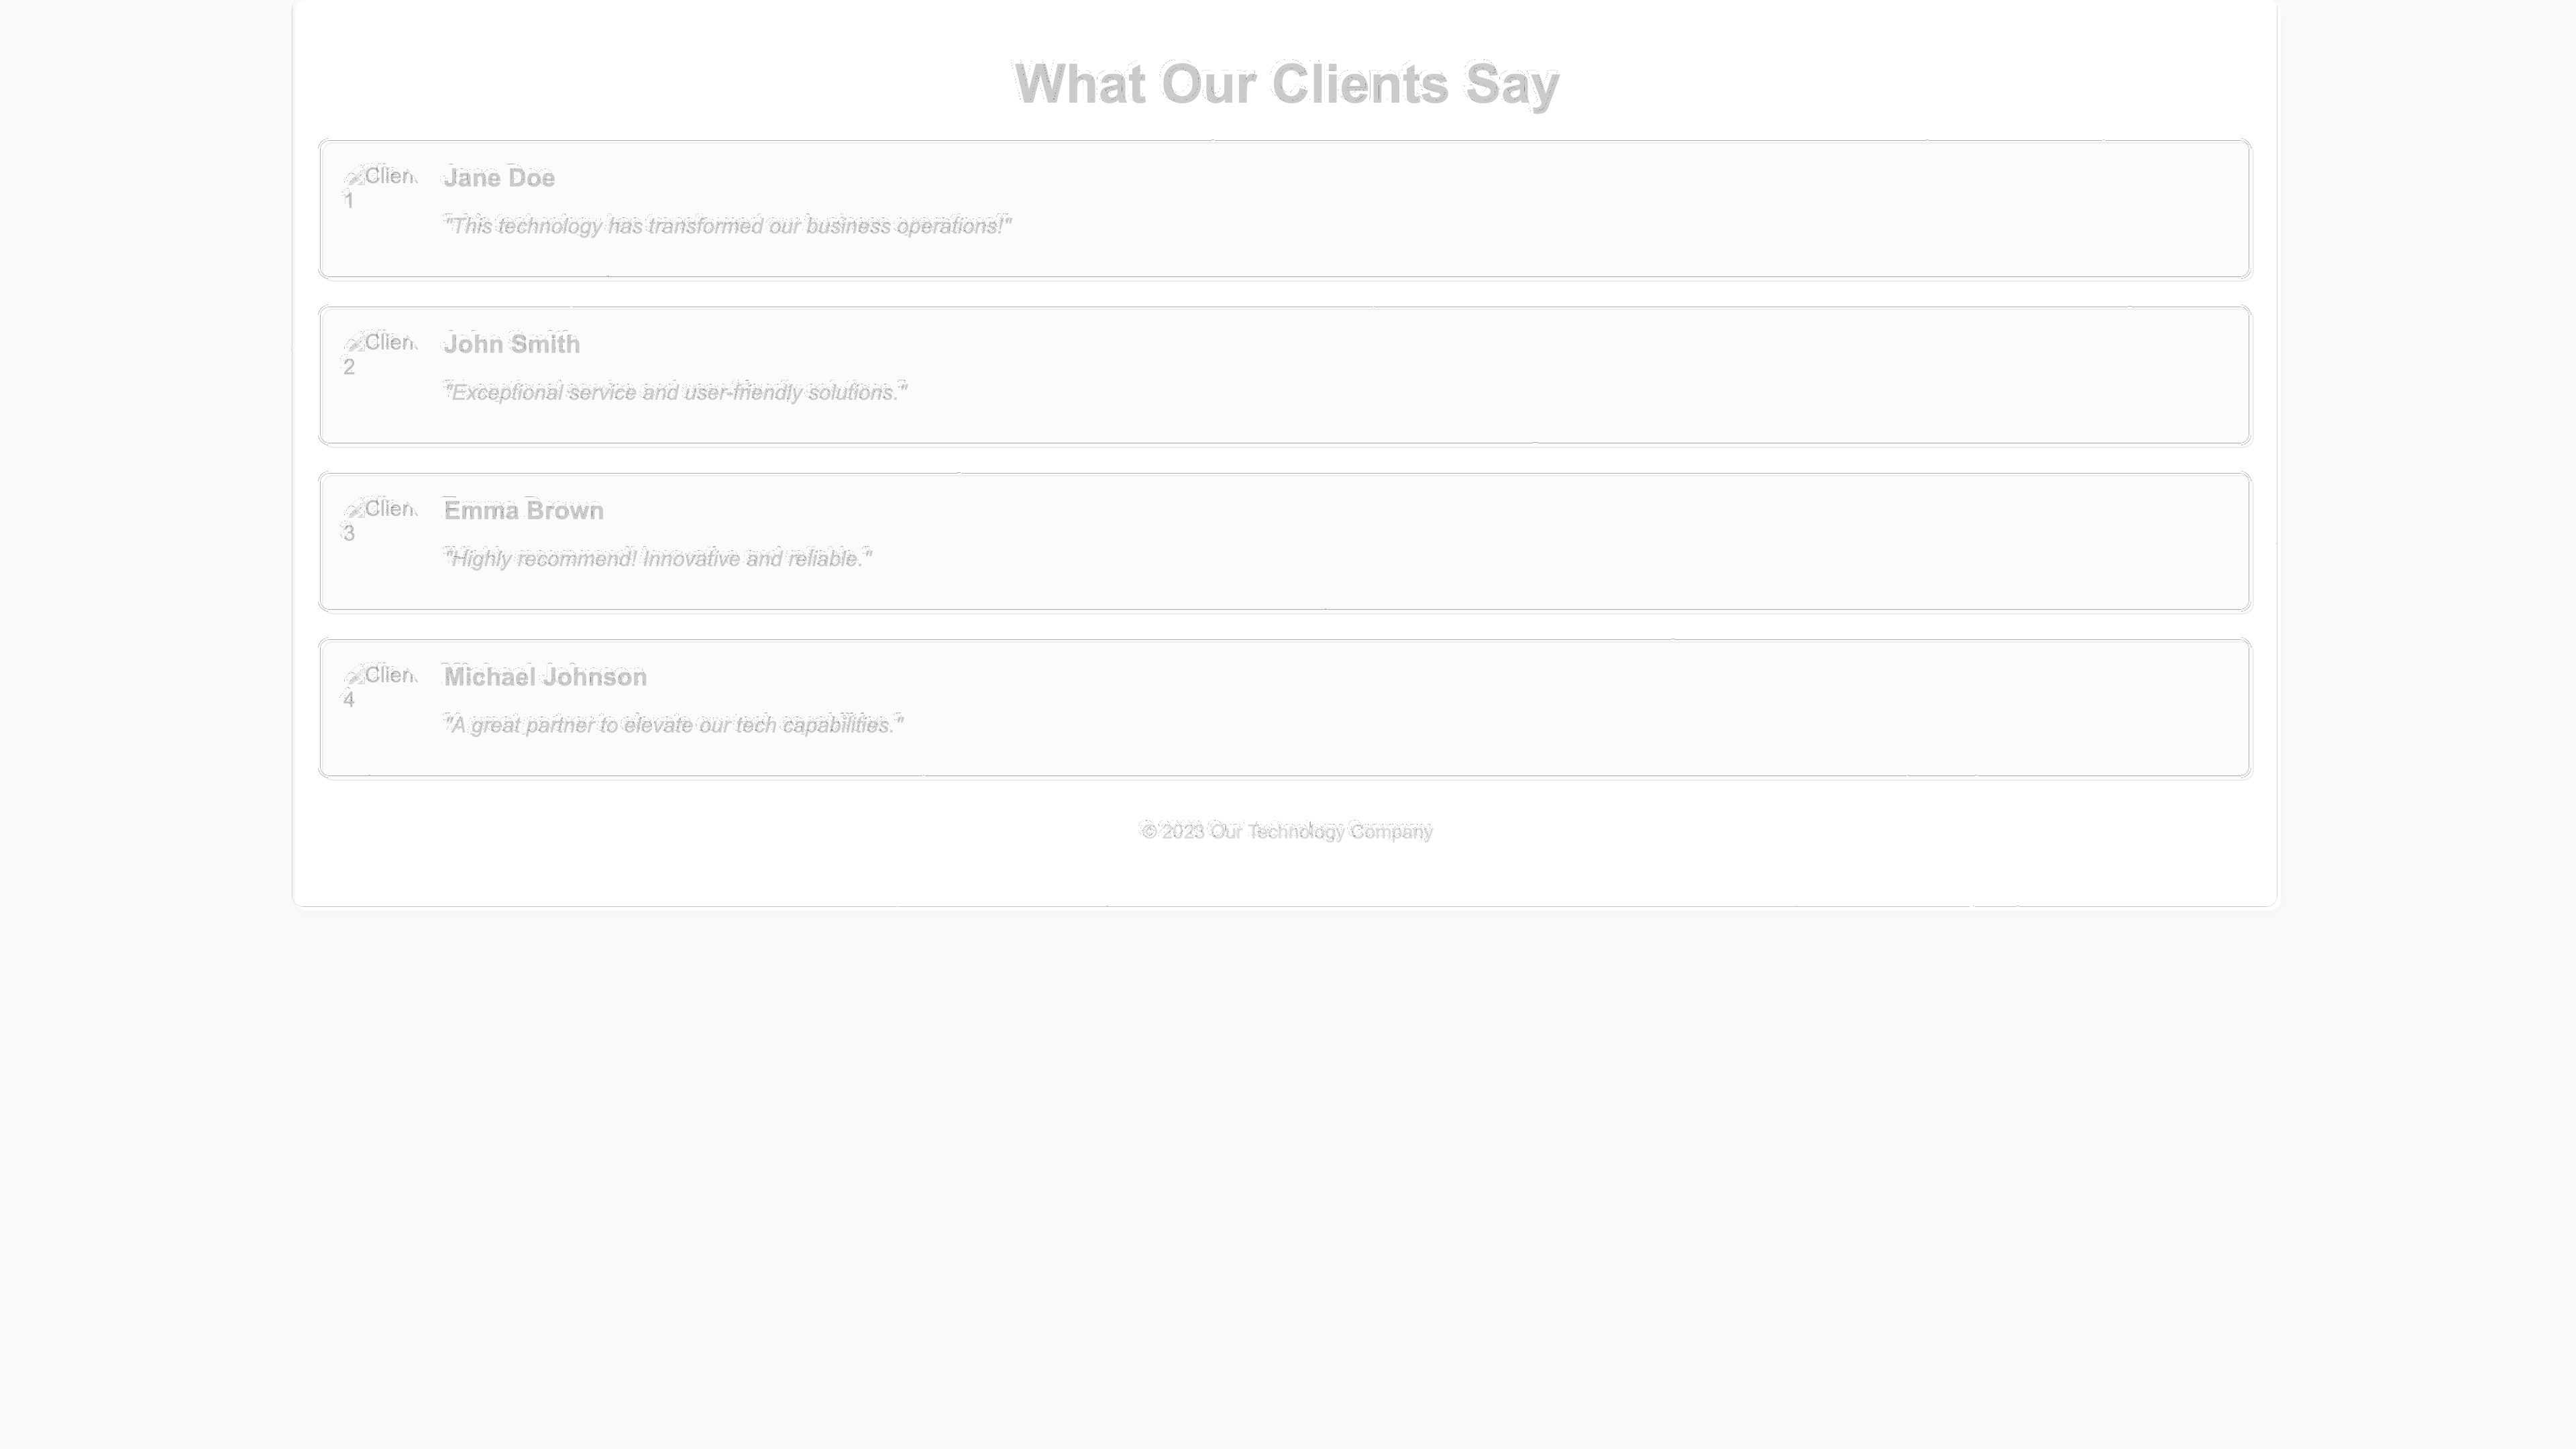 What Our Clients Say
Clien
1
Jane Doe
"This technology has transformed our business operations!"
Clien
2
John Smith
"Exceptional service and user-friendly solutions."
Clien
3
Emma Brown
"Highly recommend! Innovative and reliable."
Clien
4
Michael Johnson
"A great partner to elevate our tech capabilities."
© 2023 Our Technology Company